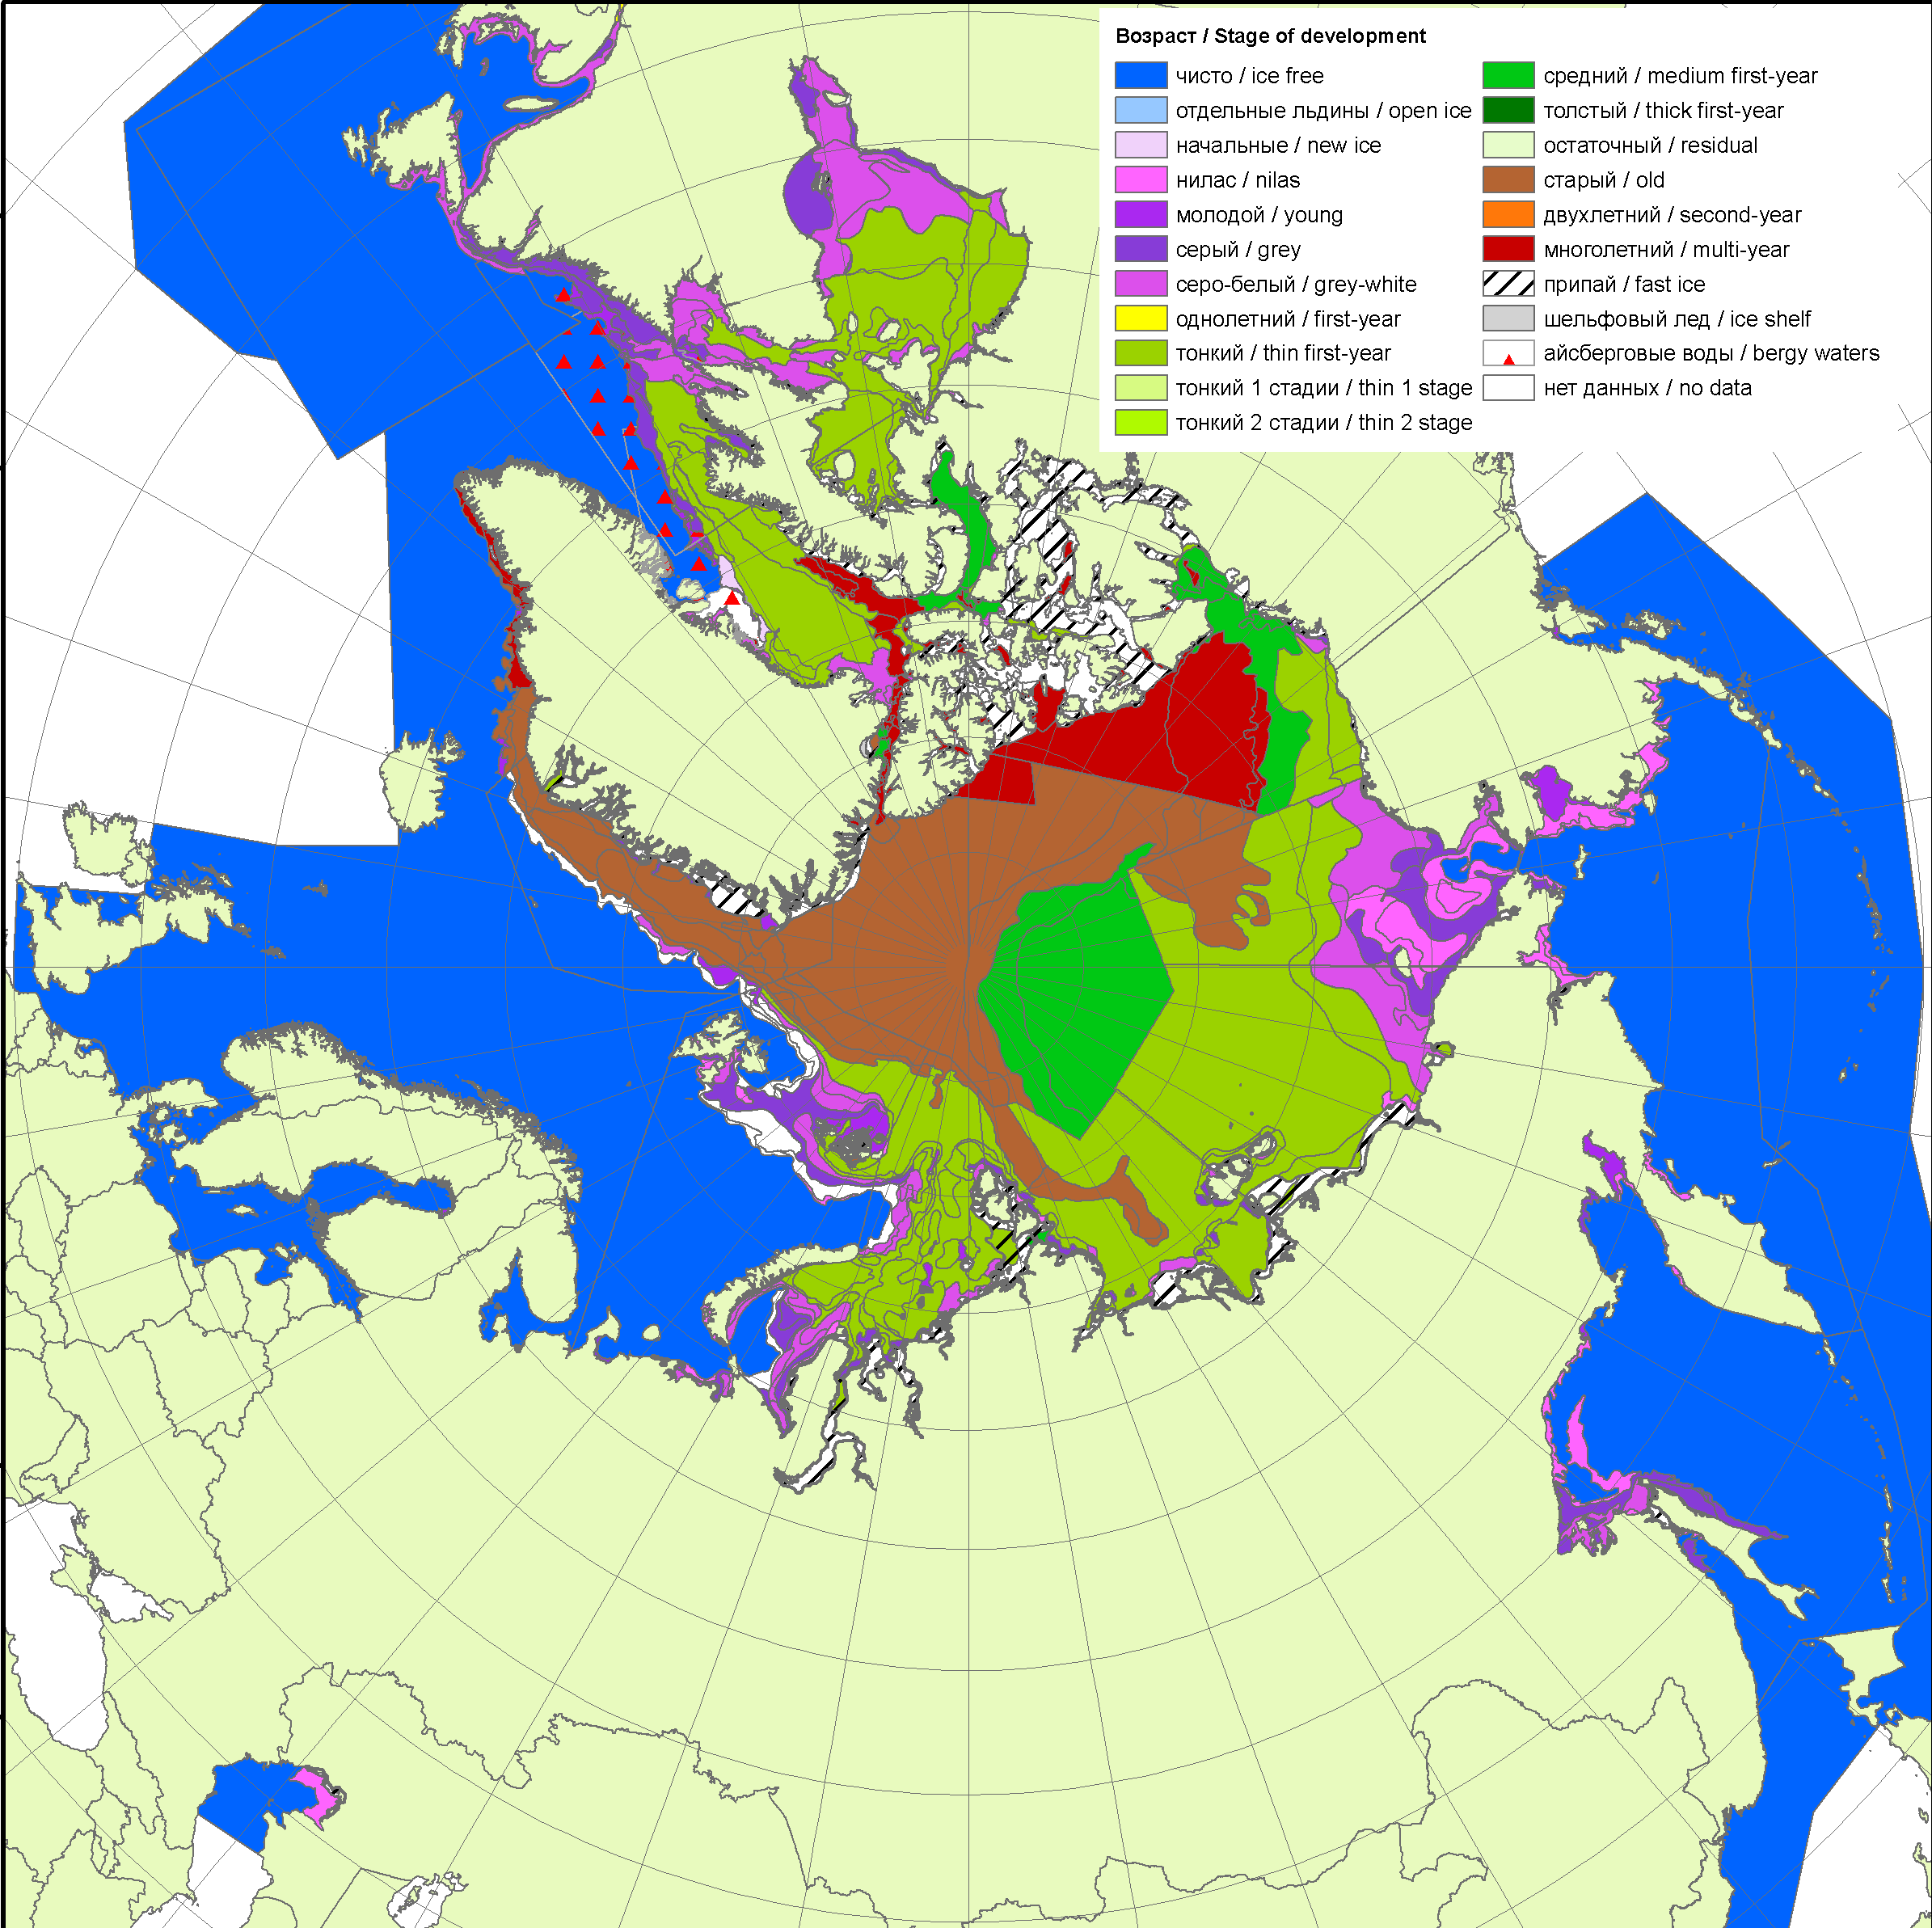 Возраст / Stage of development
чисто / ice free
отдельные льдины / open ice
начальные / new ice
нилас / nilas
молодой / young
серый / grey
серо-белый / grey-white
однолетний / first-year
тонкий / thin first-year
тонкий 1 стадии / thin 1 stage
тонкий 2 стадии / thin 2 stage
средний / medium first-year
толстый / thick first-year
остаточный / residual
старый / old
двухлетний / second-year
многолетний / multi-year
припай / fast ice
шельфовый лед / ice shelf
айсберговые воды / bergy waters
нет данных / no data